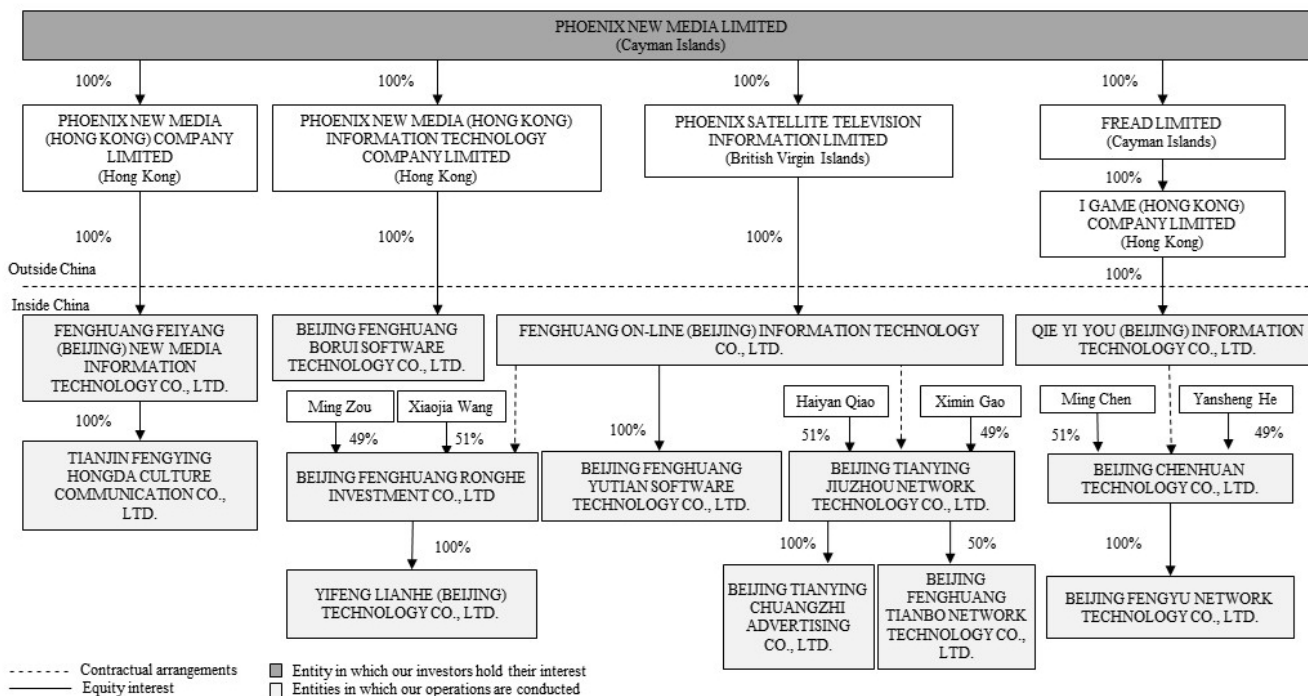 PHOENIX NEW MEDIA LIMITED
(Cayman Islands)
100%
100%
100%
100%
PHOENIX NEW MEDIA
(HONG KONG) COMPANY
LIMITED
(Hong Kong)
PHOENIX NEW MEDIA (HONG KONG)
INFORMATION TECHNOLOGY
COMPANY LIMITED
(Hong Kong)
PHOENIX SATELLITE TELEVISION
INFORMATION LIMITED
(British Virgin Islands)
FREAD LIMITED
(Cayman Islands)
100%
I GAME (HONG KONG)
COMPANY LIMITED
(Hong Kong)
100%
100%
100%
100%
Outside China
Inside China
FENGHUANG FEIYANG
(BEIJING) NEW MEDIA
INFORMATION
TECHNOLOGY CO., LTD.
BEIJING FENGHUANG
BORUI SOFTWARE
TECHNOLOGY CO., LTD.
FENGHUANG ON-LINE (BEIJING) INFORMATION TECHNOLOGY
CO., LTD.
QIE YI YOU (BEIJING) INFORMATION
TECHNOLOGY CO., LTD.
Ming Zou
Xiaojia Wang
Haiyan Qiao
Ximin Gao
Ming Chen
Yansheng He
100%
49%
51%
100%
51%
49%
51%
49%
TIANJIN FENGYING
HONGDA CULTURE
COMMUNICATION CO.,
LTD.
BEIJING FENGHUANG RONGHE
INVESTMENT CO., LTD
BEIJING FENGHUANG
YUTIAN SOFTWARE
TECHNOLOGY CO., LTD.
BEIJING TIANYING
JIUZHOU NETWORK
TECHNOLOGY CO., LTD.
BEIJING CHENHUAN
TECHNOLOGY CO., LTD.
100%
100%
50%
100%
YIFENG LIANHE (BEIJING)
TECHNOLOGY CO., LTD.
BEIJING TIANYING
CHUANGZHI
ADVERTISING
CO., LTD.
BEIJING
FENGHUANG
TIANBO NETWORK
TECHNOLOGY CO.,
LTD.
BEIJING FENGYU NETWORK
TECHNOLOGY CO., LTD.
Contractual arrangements
Equity interest
Entity in which our investors hold their interest
Entities in which our operations are conducted